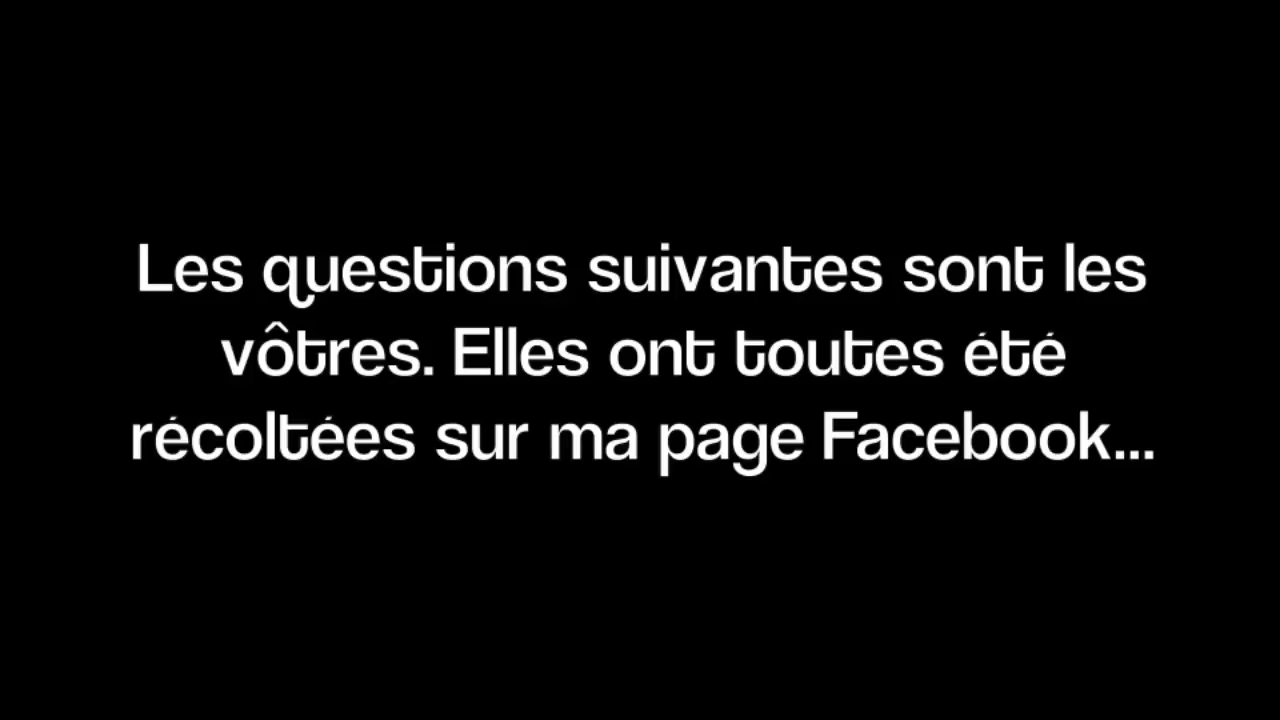 Les questions suivantes sont les
vôtres. Elles ont toutes été
récoltées sur ma page Facebook...